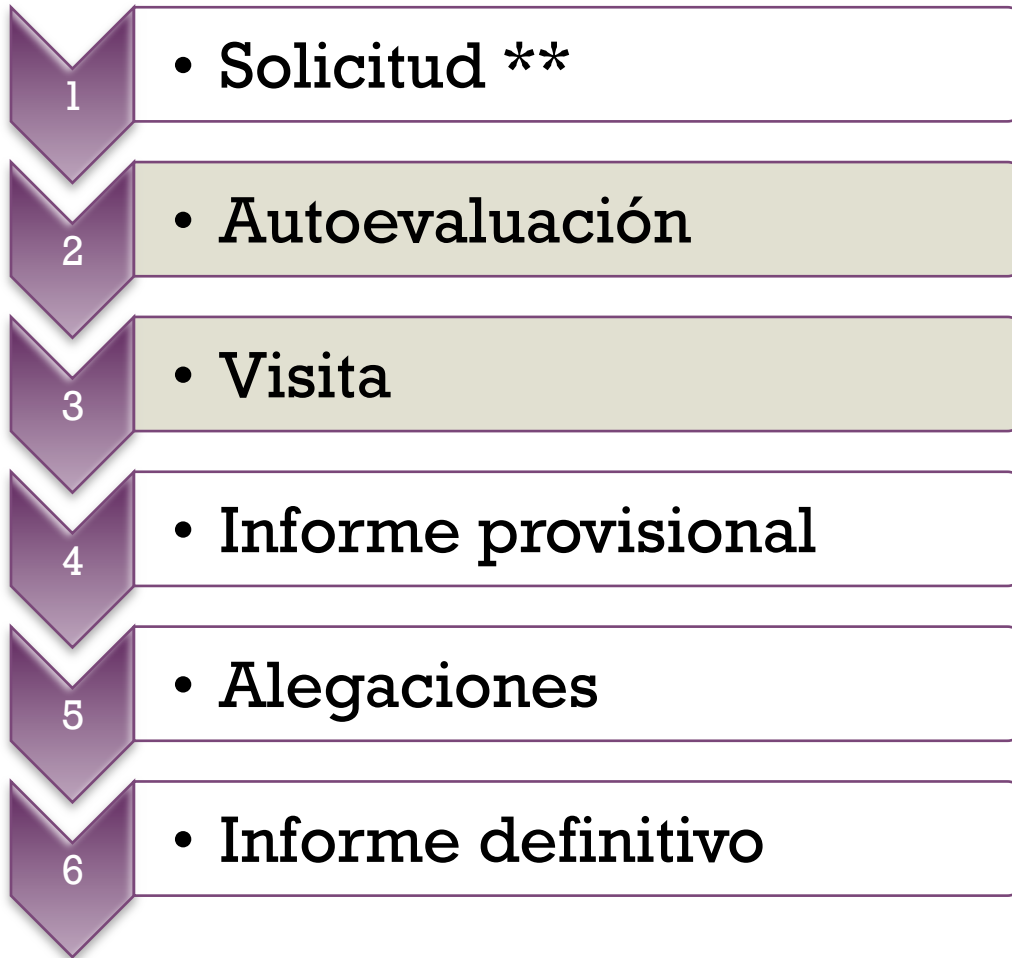 1 • Solicitud **
2 • Autoevaluación
3 • Visita
4 • Informe provisional
5 • Alegaciones
6 • Informe definitivo